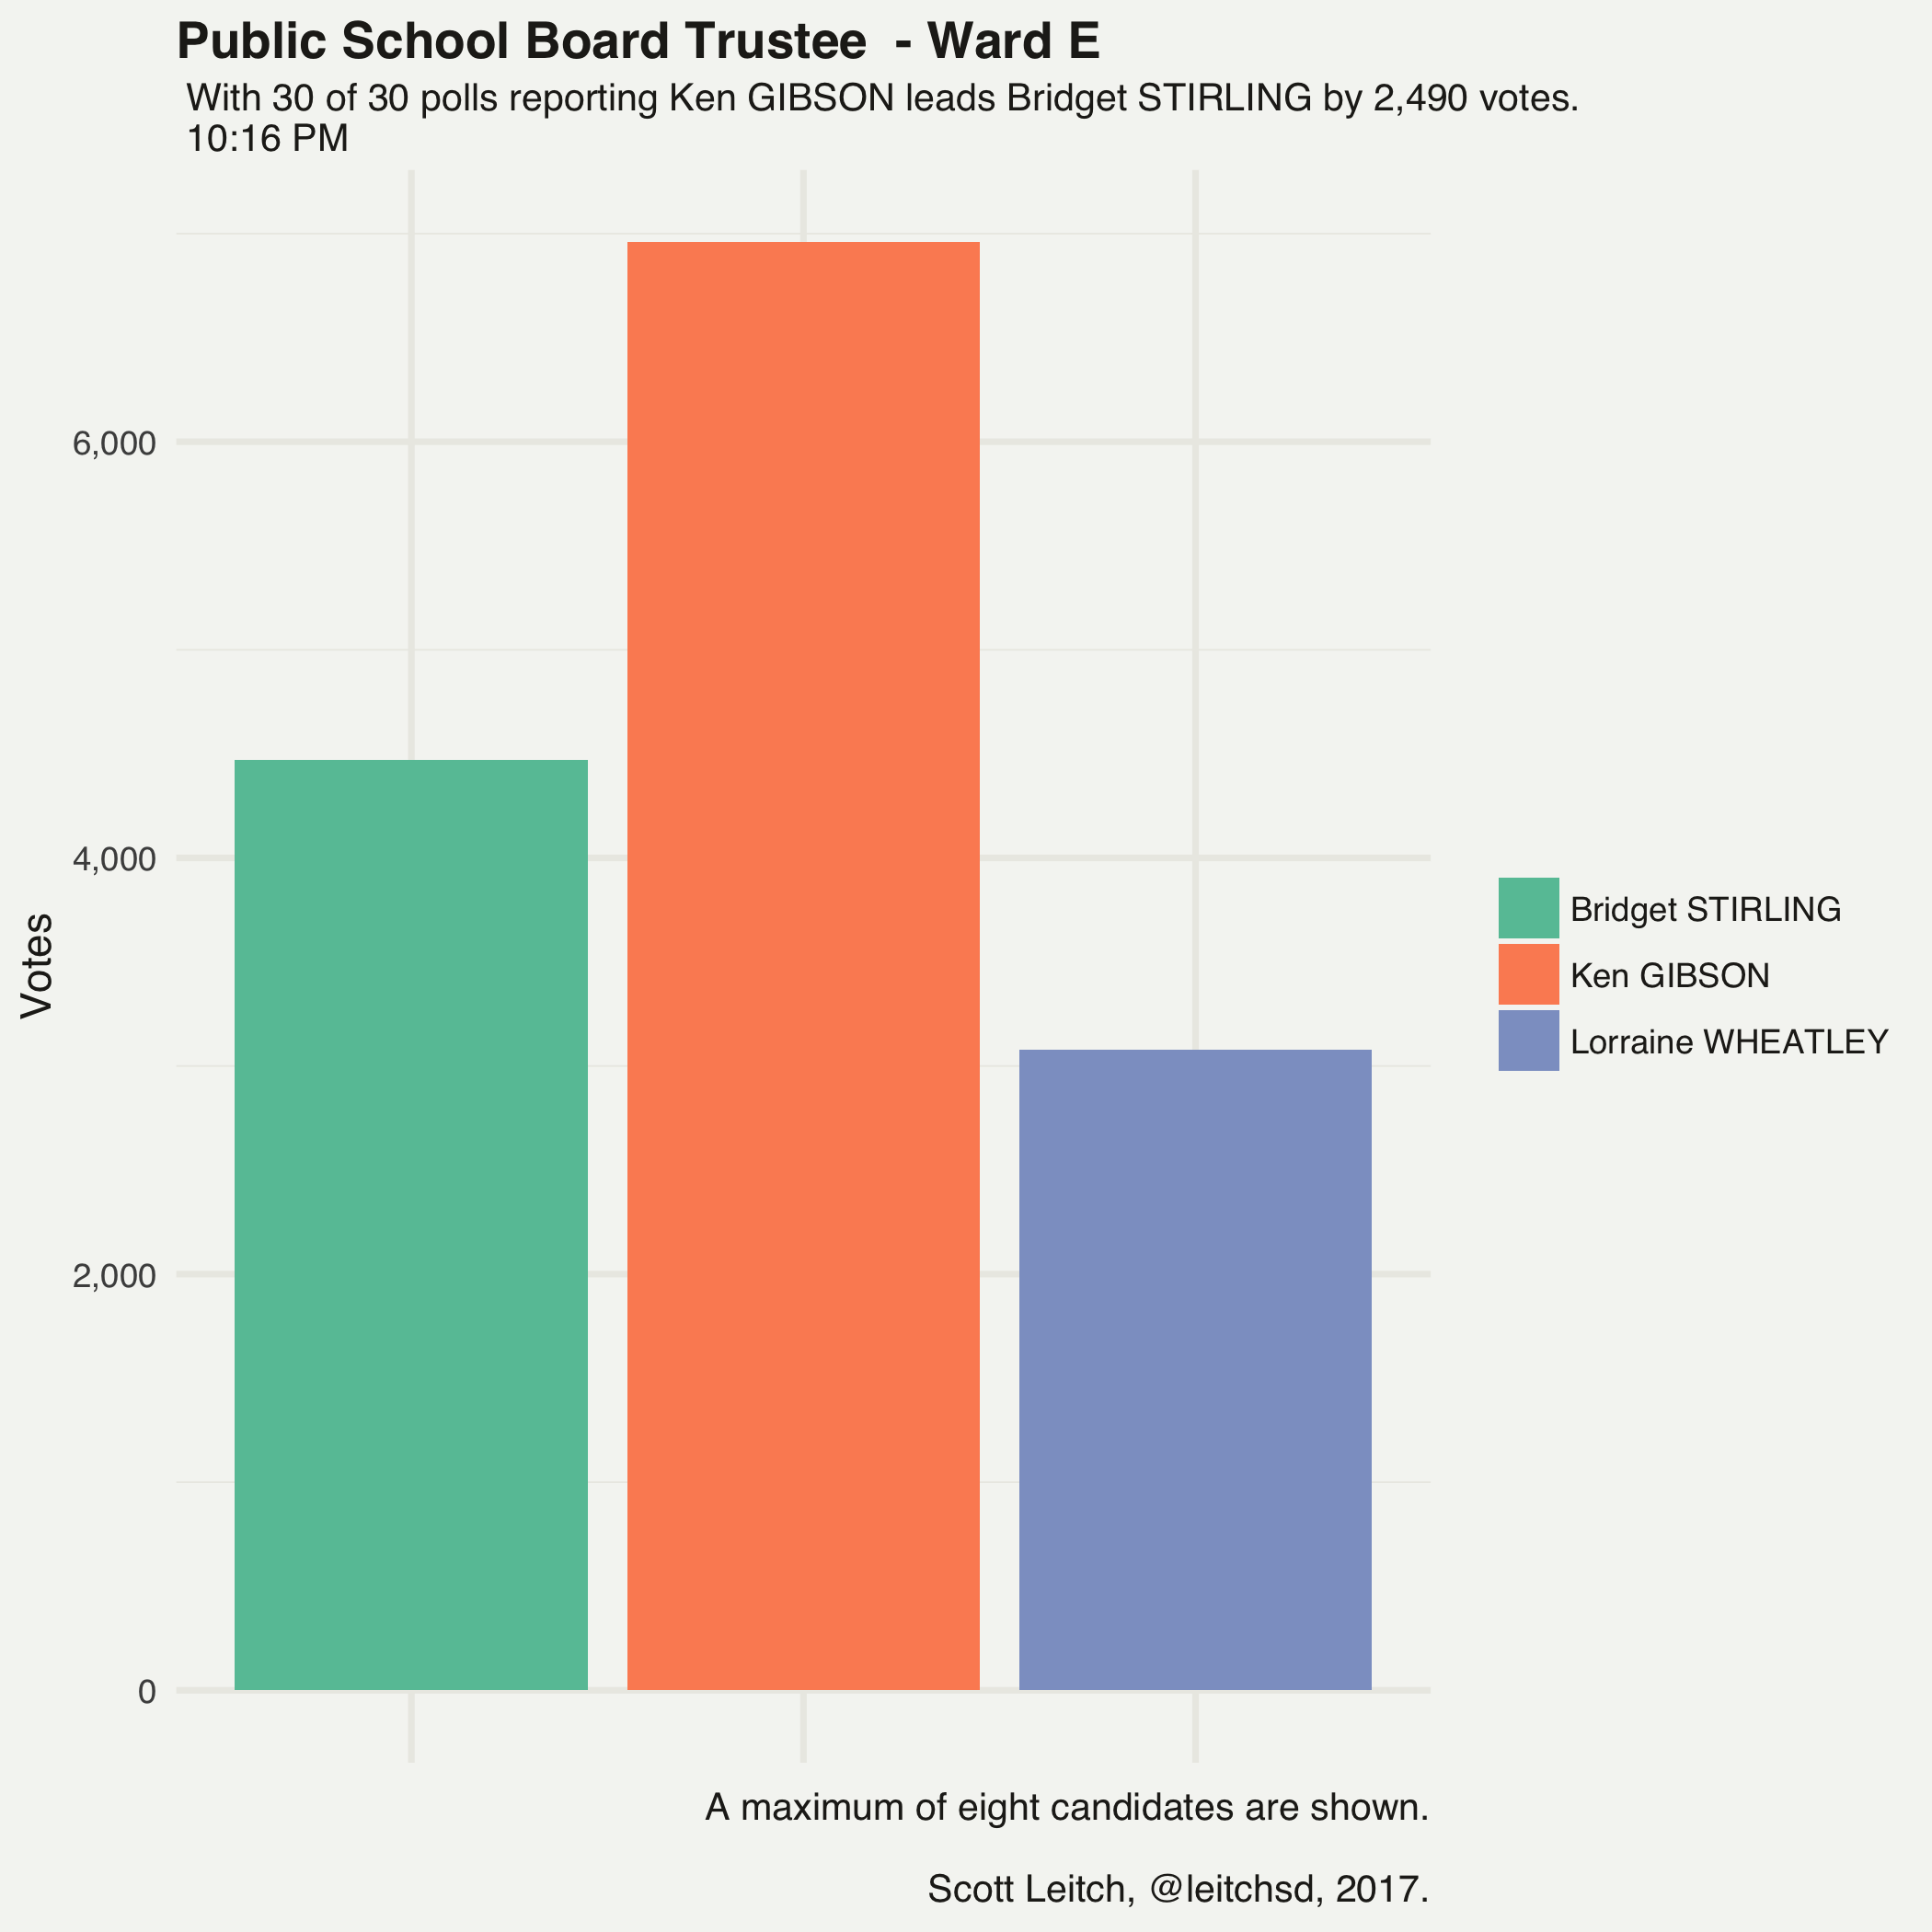 Public School Board Trustee  - Ward E
With 30 of 30 polls reporting Ken GIBSON leads Bridget STIRLING by 2,490 votes.
10:16 PM
6,000
4,000
2,000
0
Votes
Bridget STIRLING
Ken GIBSON
Lorraine WHEATLEY
A maximum of eight candidates are shown.
Scott Leitch, @leitchsd, 2017.